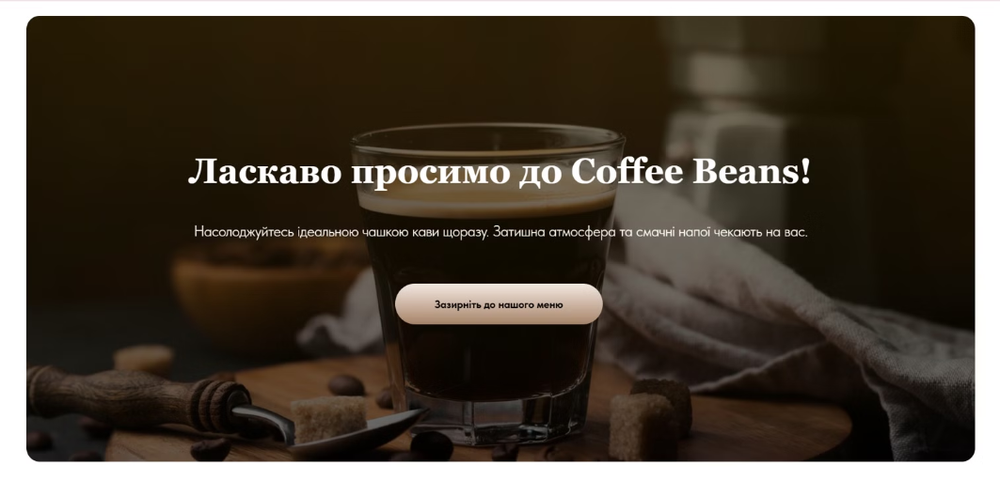 Ласкаво просимо до Coffee Beans!
Насолоджуйтесь ідеальною чашкою кави щоразу. Затишна атмосфера та смачні напої чекають на вас.
Зазирніть до нашого меню